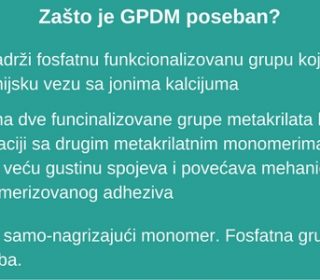 Zašto je GPDM poseban?
adrži fosfatnu funkcionalizovanu grupu koj
nijsku vezu sa jonima kalcijuma
na dve funcinalizovane grupe metakrilata
aciji sa drugim metakrilatnim monomerima
veću gustinu spojeva i povećava mehani
merizovanog adheziva
samo-nagrizajući monomer. Fosfatna gru
ba.